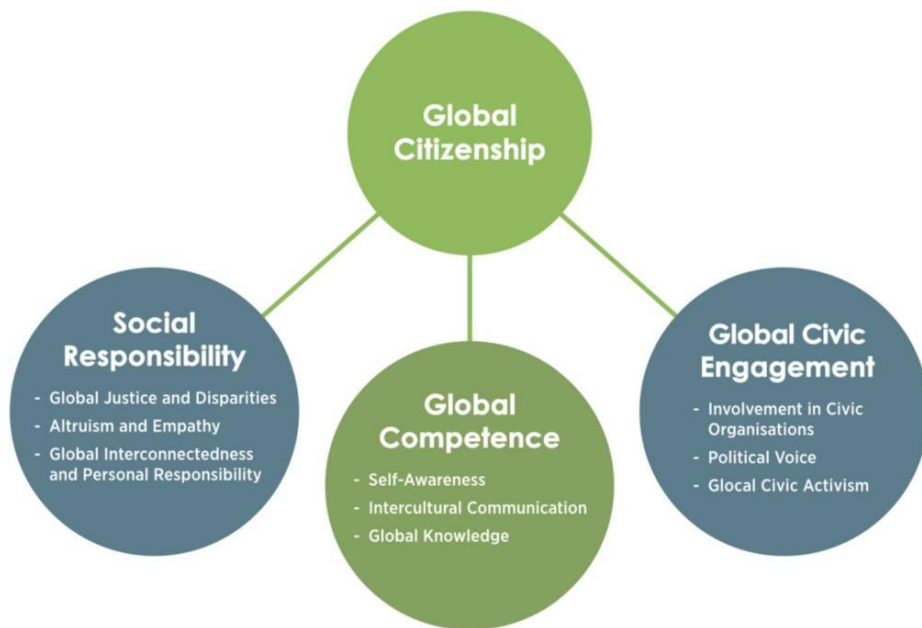 Global
Citizenship
Social
Responsibility
- Global Justice and Disparities
- Altruism and Empathy
- Global Interconnectedness
and Personal Responsibility
Global
Competence
- Self-Awareness
- Intercultural Communication
- Global Knowledge
Global Civic
Engagement
- Involvement in Civic
Organisations
- Political Voice
- Glocal Civic Activism